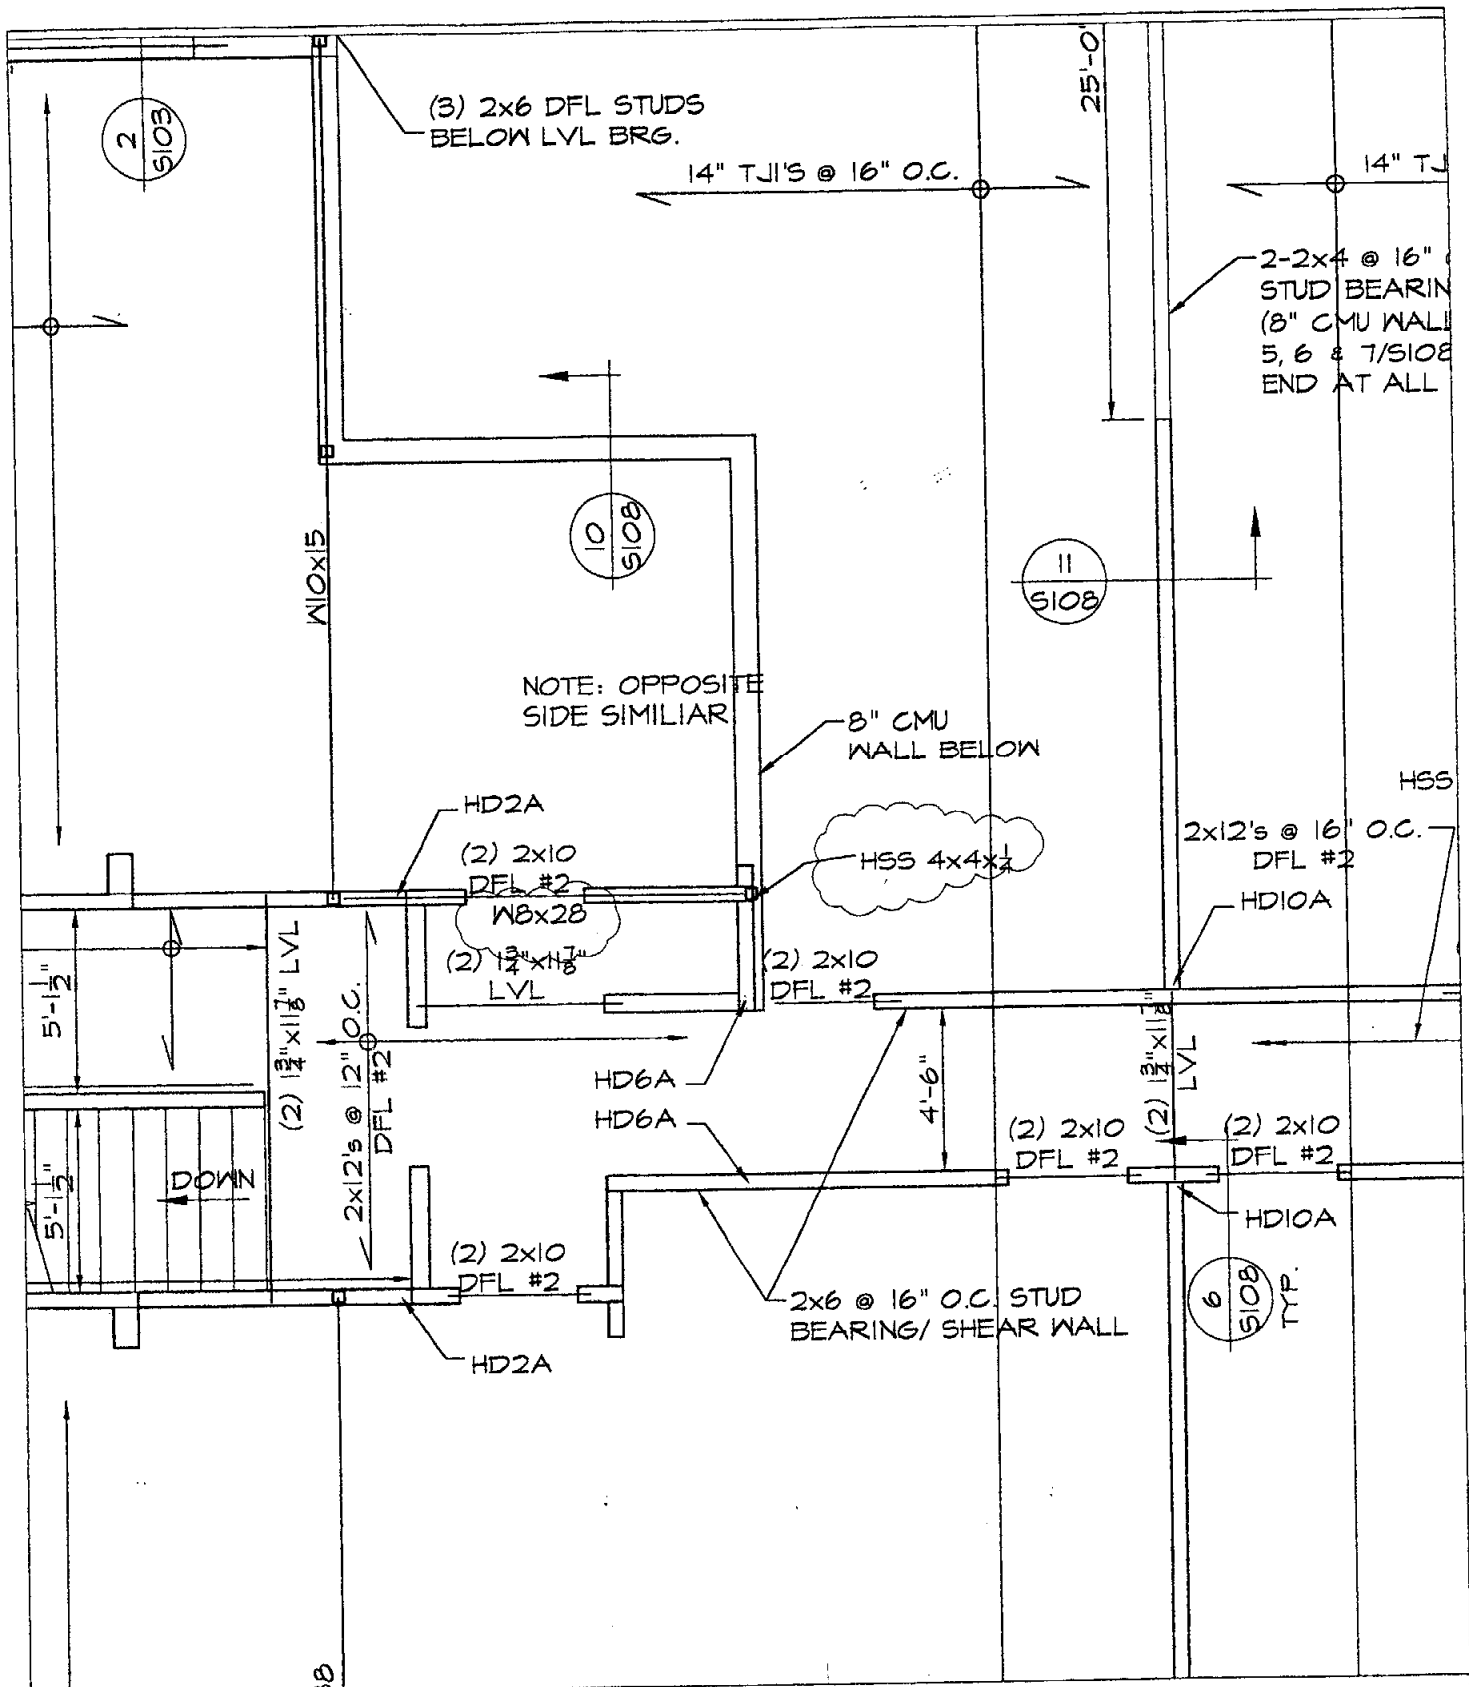 25'-0"
2
S103
(3) 2x6 DFL STUDS
BELOW LVL BRG.
14" TJI'S @ 16" O.C.
14" TJ
2-2x4 @ 16"
STUD BEARIN
(8" CMU WALL
5, 6 & 7/S108
END AT ALL
10
S108
W10x15
11
S108
NOTE: OPPOSITE
SIDE SIMILIAR
8" CMU
WALL BELOW
HSS
HD2A
2x12's @ 16" O.C.
DFL #2
(2) 2x10
DFL #2
HSS 4x4x1/4
HD10A
W8x28
(2) 1 3/4"x11 7/8"
LVL
(2) 2x10
DFL #2
5'-1 1/2"
(2) 1 3/4"x11 7/8" LVL
2x12's @ 12" O.C.
DFL #2
HD6A
HD6A
4'-6"
(2) 1 3/4"x11 7/8"
LVL
(2) 2x10
DFL #2
(2) 2x10
DFL #2
5'-1 1/2"
DOWN
HD10A
(2) 2x10
DFL #2
2x6 @ 16" O.C. STUD
BEARING/ SHEAR WALL
6
S108
TYP.
HD2A